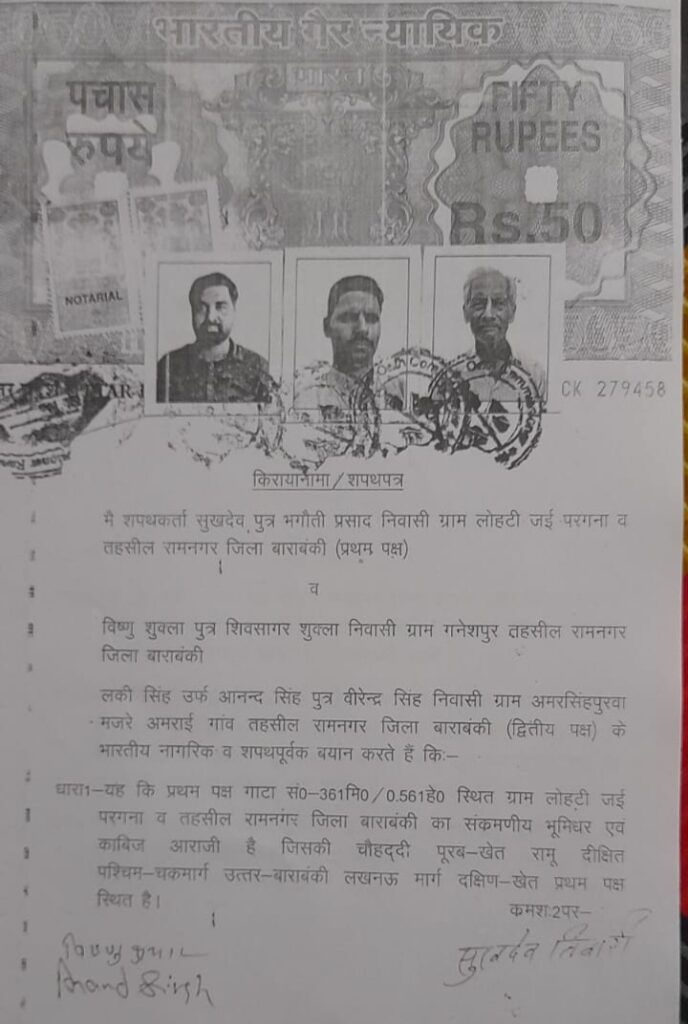 भारतीय गैर न्यायिक
भारत
पचास
रुपये
FIFTY
RUPEES
Rs.50
NOTARIAL
CK 279458
किरायानामा / शपथपत्र
मै शपथकर्ता सुखदेव पुत्र भगौती प्रसाद निवासी ग्राम लोहटी जई परगना व
तहसील रामनगर जिला बाराबंकी (प्रथम पक्ष)
व
विष्णु शुक्ला पुत्र शिवसागर शुक्ला निवासी ग्राम गनेशपुर तहसील रामनगर
जिला बाराबंकी
लकी सिंह उर्फ आनन्द सिंह पुत्र वीरेन्द्र सिंह निवासी ग्राम अमरसिंहपुरवा
मजरे अमराई गांव तहसील रामनगर जिला बाराबंकी (द्वितीय पक्ष) के
भारतीय नागरिक व शपथपूर्वक बयान करते हैं कि:–
धारा1–यह कि प्रथम पक्ष गाटा सं0–361मि0/0.561हे0 स्थित ग्राम लोहटी जई
परगना व तहसील रामनगर जिला बाराबंकी का संकमणीय भूमिधर एवं
काबिज आराजी है जिसकी चौहद्दी पूरब–खेत रामू दीक्षित
पश्चिम–चकमार्ग उत्तर–बाराबंकी लखनऊ मार्ग दक्षिण–खेत प्रथम पक्ष
स्थित है।
कमश:2पर–
विष्णु कुमार
Anand Singh
सुखदेव तिवारी